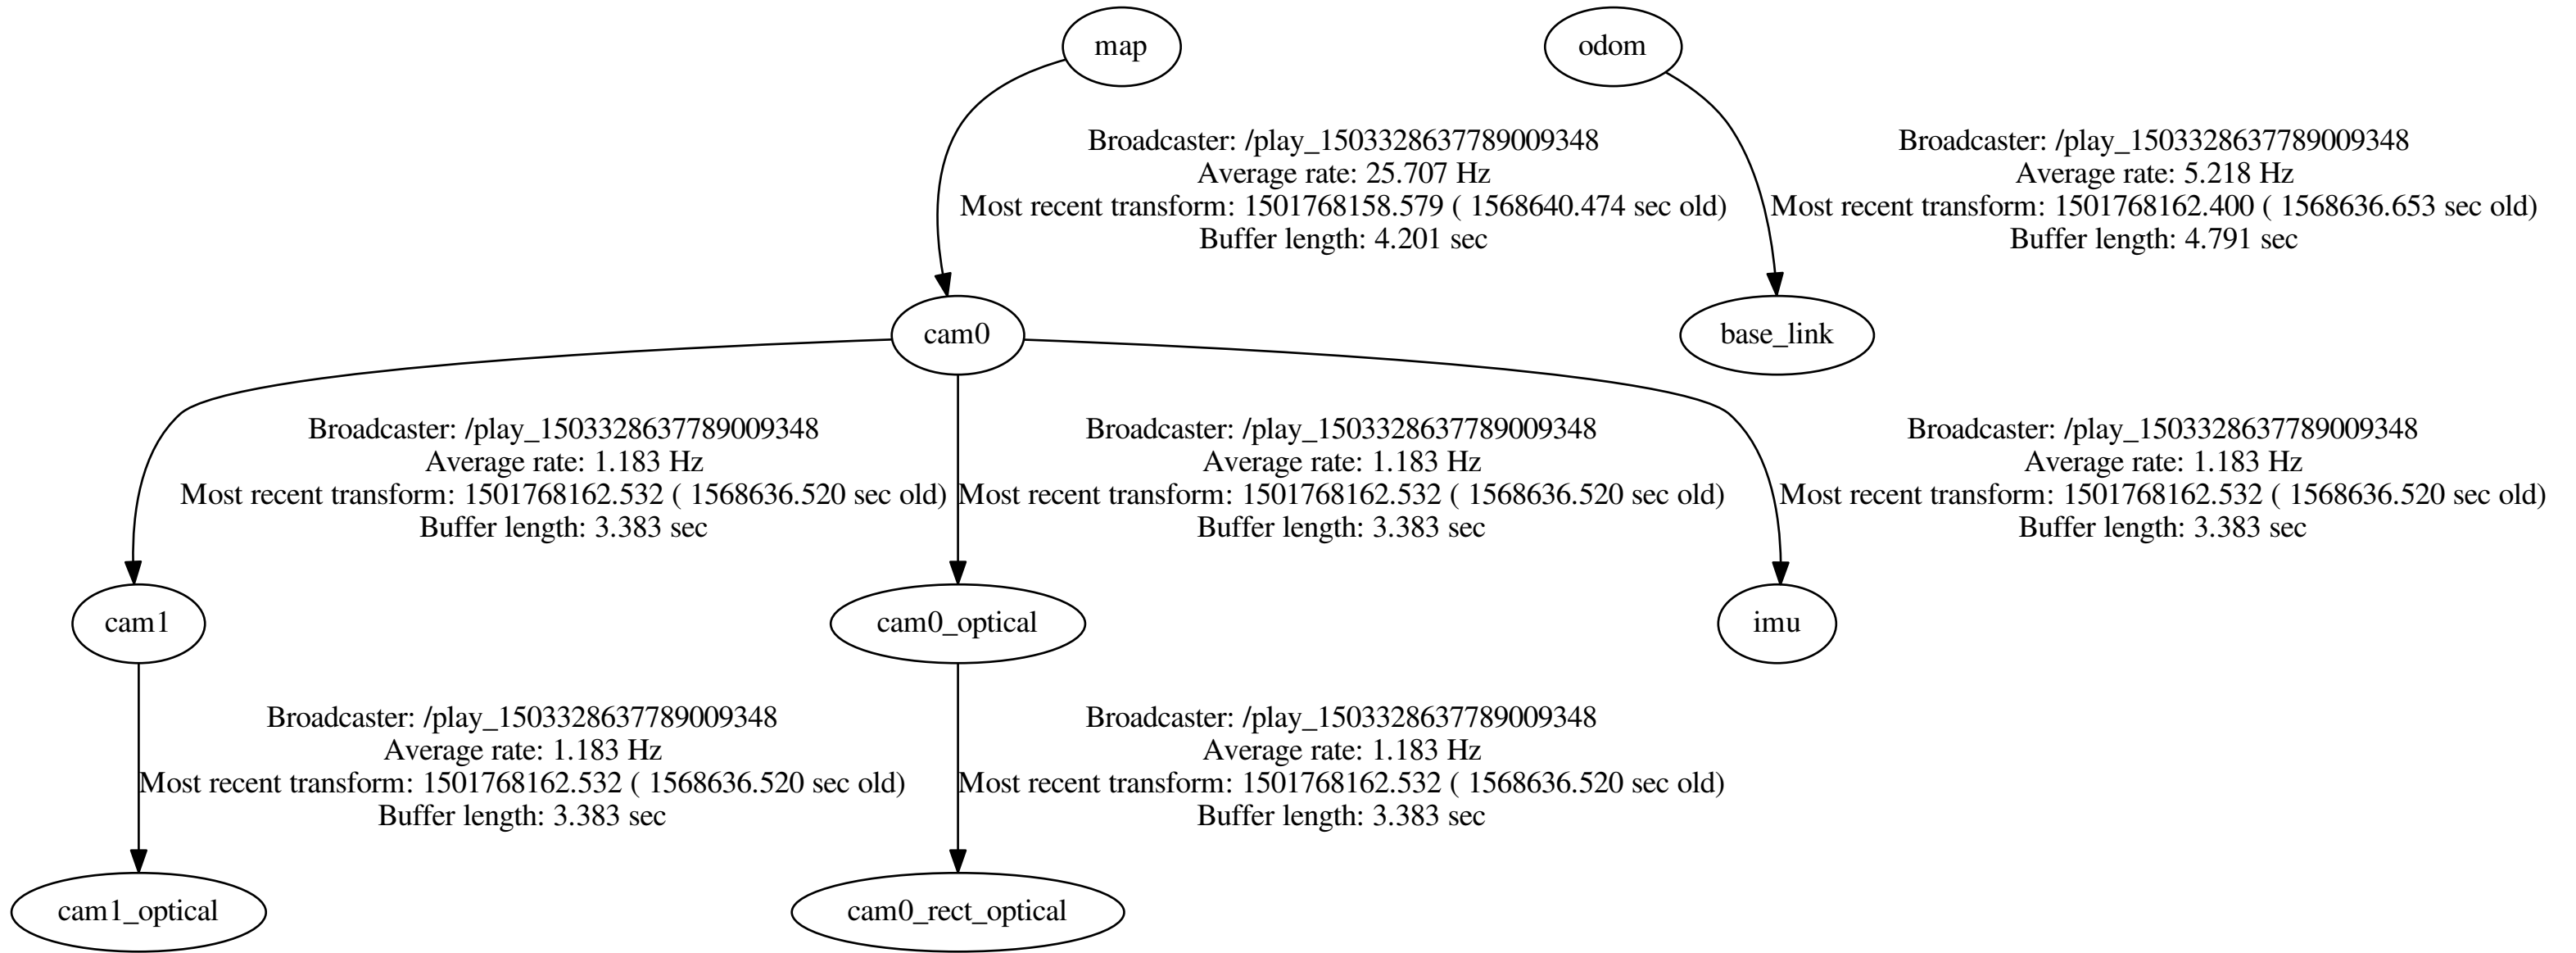 map
odom
Broadcaster: /play_1503328637789009348
Average rate: 25.707 Hz
Most recent transform: 1501768158.579 ( 1568640.474 sec old)
Buffer length: 4.201 sec
Broadcaster: /play_1503328637789009348
Average rate: 5.218 Hz
Most recent transform: 1501768162.400 ( 1568636.653 sec old)
Buffer length: 4.791 sec
cam0
base_link
Broadcaster: /play_1503328637789009348
Average rate: 1.183 Hz
Most recent transform: 1501768162.532 ( 1568636.520 sec old)
Buffer length: 3.383 sec
Broadcaster: /play_1503328637789009348
Average rate: 1.183 Hz
Most recent transform: 1501768162.532 ( 1568636.520 sec old)
Buffer length: 3.383 sec
Broadcaster: /play_1503328637789009348
Average rate: 1.183 Hz
Most recent transform: 1501768162.532 ( 1568636.520 sec old)
Buffer length: 3.383 sec
cam1
cam0_optical
imu
Broadcaster: /play_1503328637789009348
Average rate: 1.183 Hz
Most recent transform: 1501768162.532 ( 1568636.520 sec old)
Buffer length: 3.383 sec
Broadcaster: /play_1503328637789009348
Average rate: 1.183 Hz
Most recent transform: 1501768162.532 ( 1568636.520 sec old)
Buffer length: 3.383 sec
cam1_optical
cam0_rect_optical